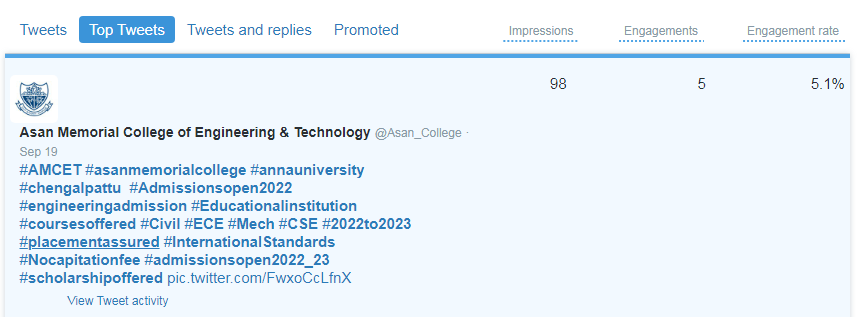 Tweets Top Tweets Tweets and replies Promoted Impressions Engagements Engagement rate
98 5 5.1%
Asan Memorial College of Engineering & Technology @Asan_College ·
Sep 19
#AMCET #asanmemorialcollege #annauniversity
#chengalpattu #Admissionsopen2022
#engineeringadmission #Educationalinstitution
#coursesoffered #Civil #ECE #Mech #CSE #2022to2023
#placementassured #InternationalStandards
#Nocapitationfee #admissionsopen2022_23
#scholarshipoffered pic.twitter.com/FwxoCcLfnX
View Tweet activity